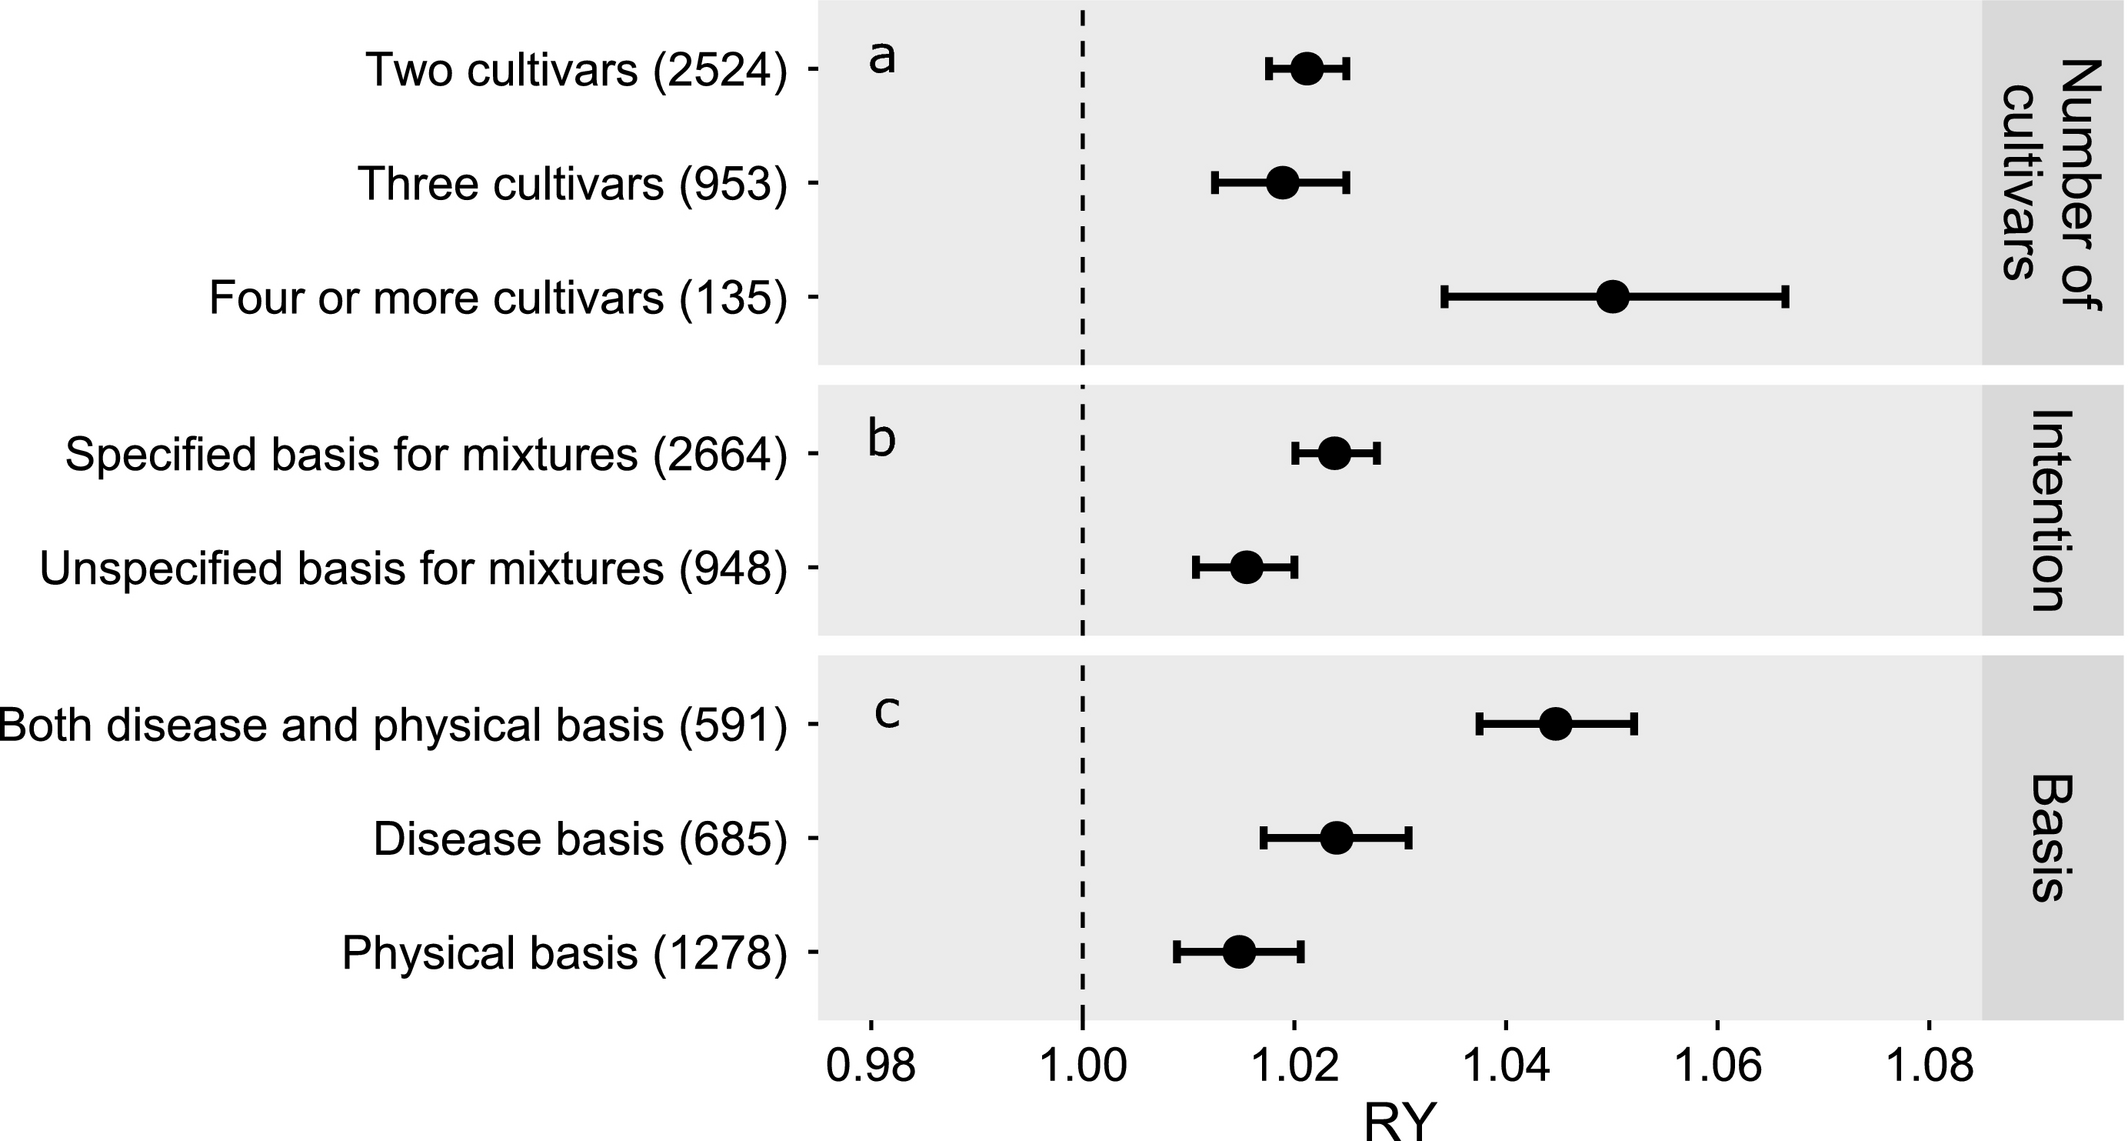 a
Two cultivars (2524)
Three cultivars (953)
Four or more cultivars (135)
Number of
cultivars
b
Specified basis for mixtures (2664)
Unspecified basis for mixtures (948)
Intention
c
Both disease and physical basis (591)
Disease basis (685)
Physical basis (1278)
Basis
0.98 1.00 1.02 1.04 1.06 1.08
RY